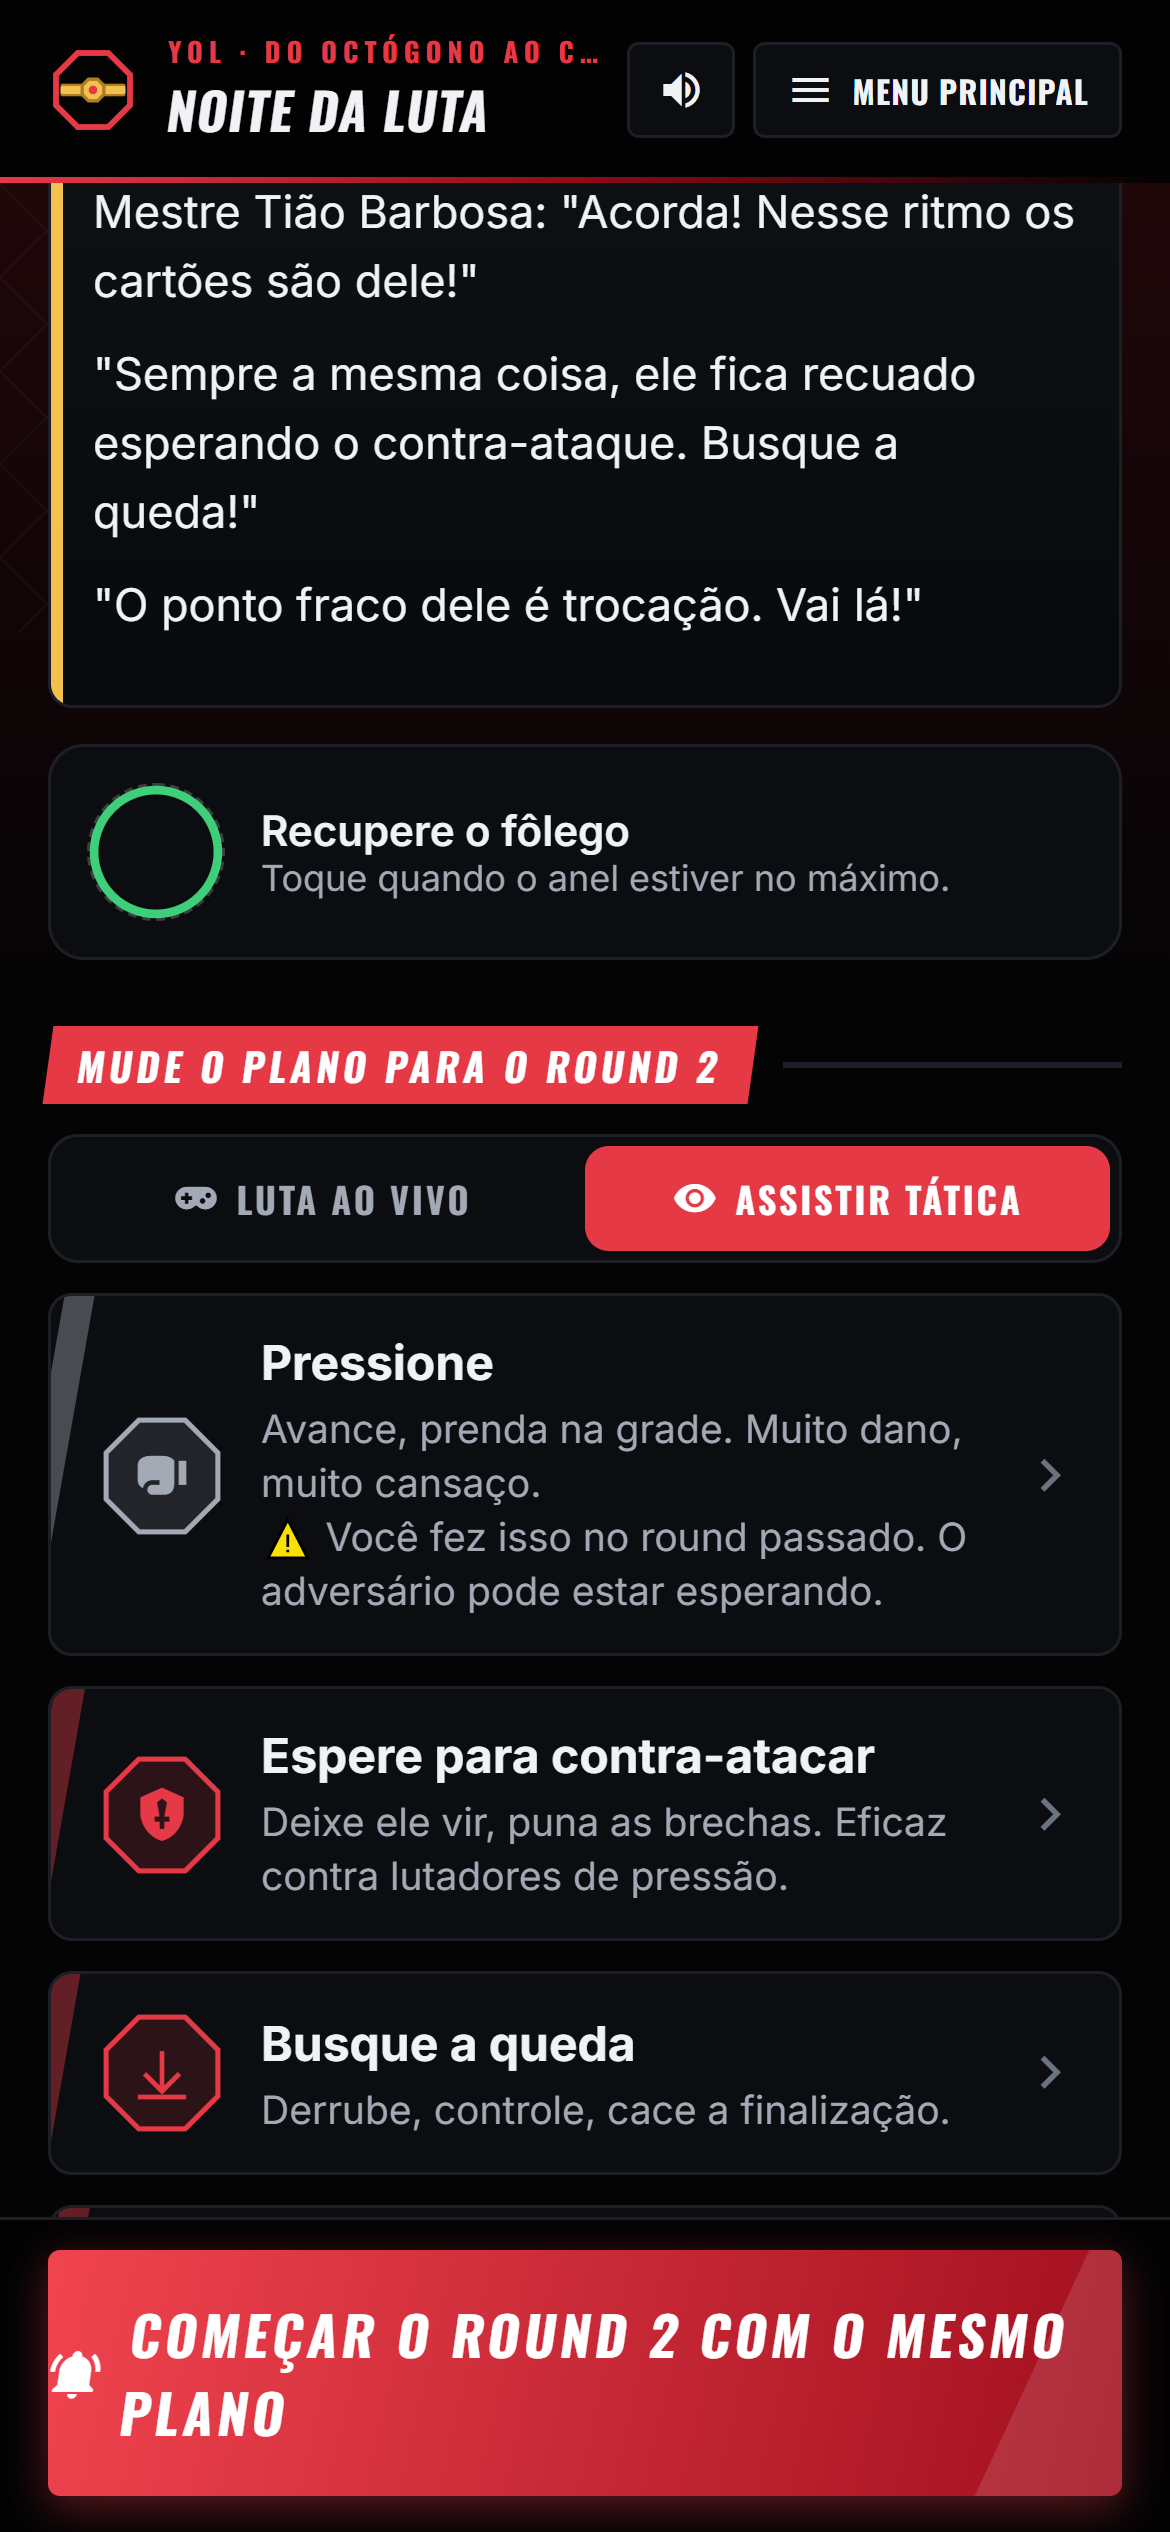 YOL · DO OCTÓGONO AO C...
NOITE DA LUTA
MENU PRINCIPAL
Mestre Tião Barbosa: "Acorda! Nesse ritmo os
cartões são dele!"
"Sempre a mesma coisa, ele fica recuado
esperando o contra-ataque. Busque a
queda!"
"O ponto fraco dele é trocação. Vai lá!"
Recupere o fôlego
Toque quando o anel estiver no máximo.
MUDE O PLANO PARA O ROUND 2
LUTA AO VIVO
ASSISTIR TÁTICA
Pressione
Avance, prenda na grade. Muito dano,
muito cansaço.
⚠ Você fez isso no round passado. O
adversário pode estar esperando.
Espere para contra-atacar
Deixe ele vir, puna as brechas. Eficaz
contra lutadores de pressão.
Busque a queda
Derrube, controle, cace a finalização.
COMEÇAR O ROUND 2 COM O MESMO
PLANO